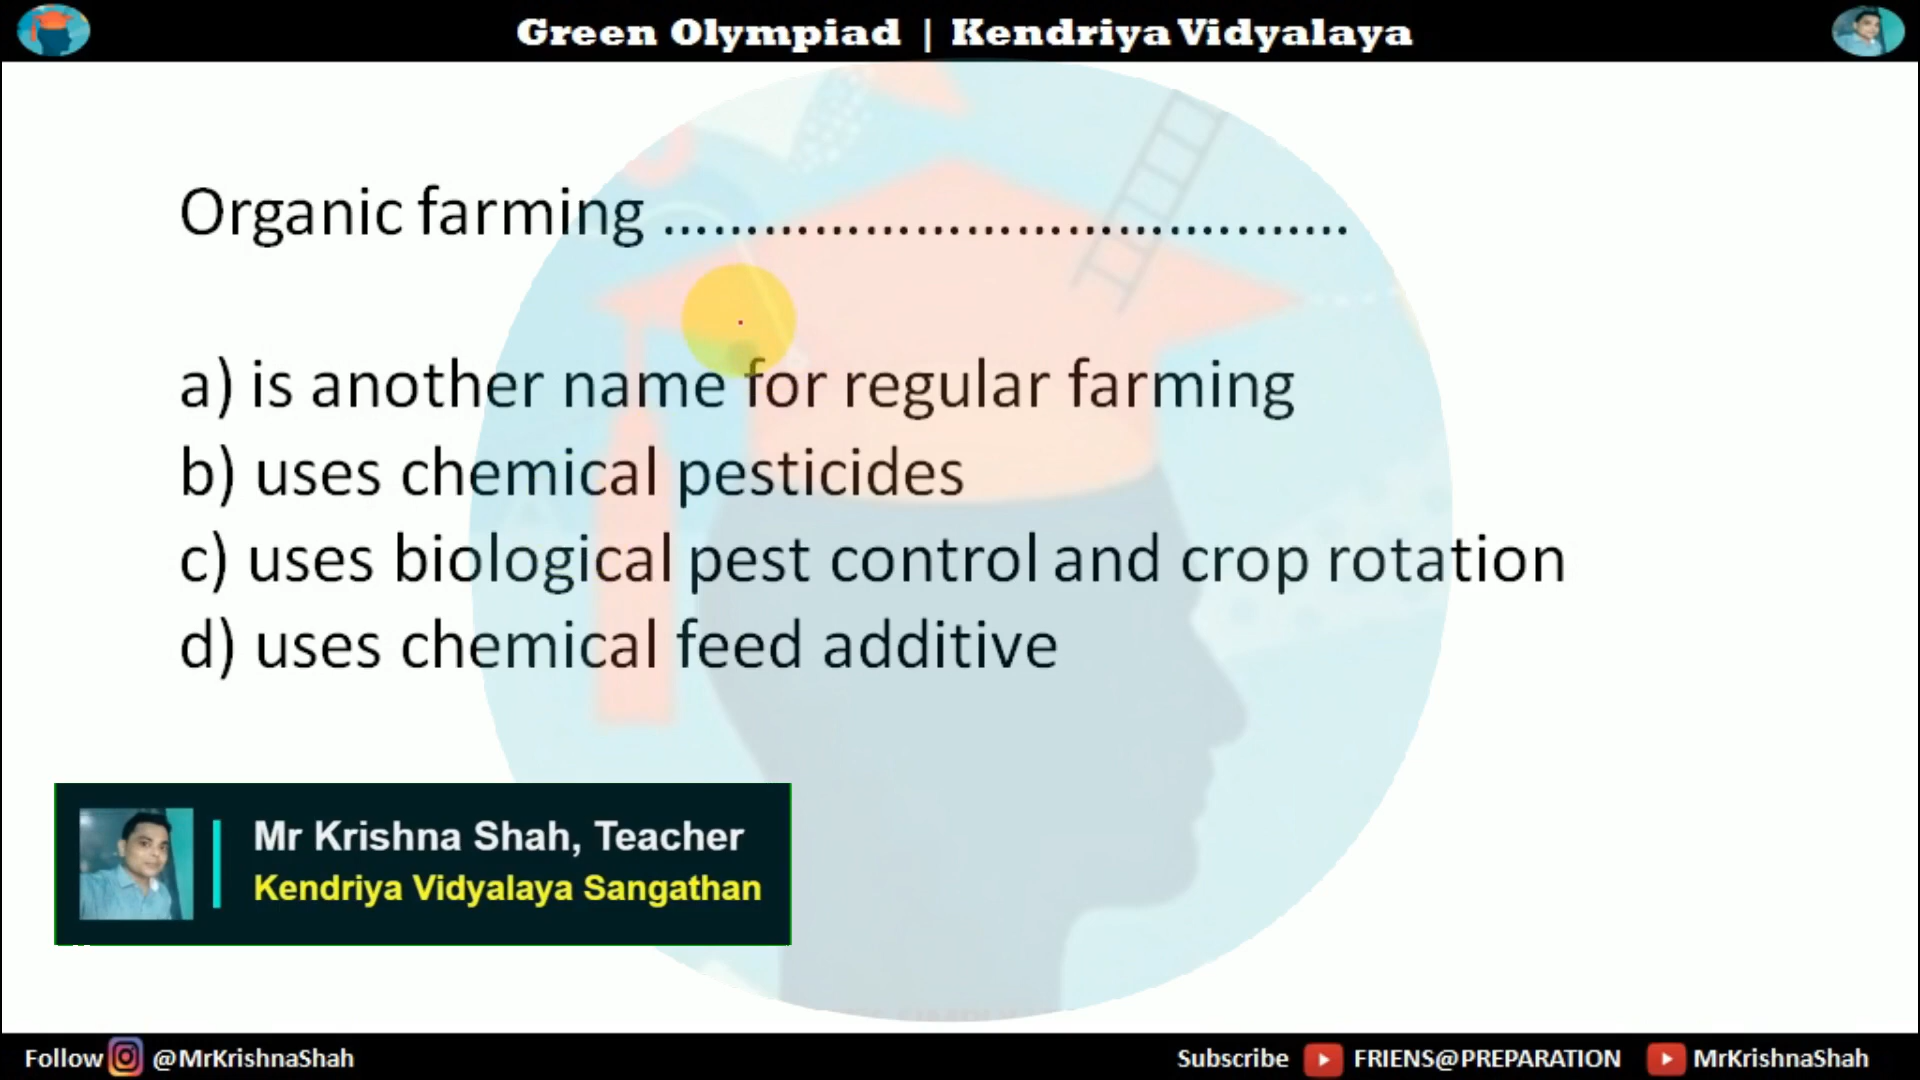 Green Olympiad | Kendriya Vidyalaya
Organic farming ..........................................
a) is another name for regular farming
b) uses chemical pesticides
c) uses biological pest control and crop rotation
d) uses chemical feed additive
Mr Krishna Shah, Teacher
Kendriya Vidyalaya Sangathan
Follow @MrKrishnaShah
Subscribe FRIENS@PREPARATION MrKrishnaShah